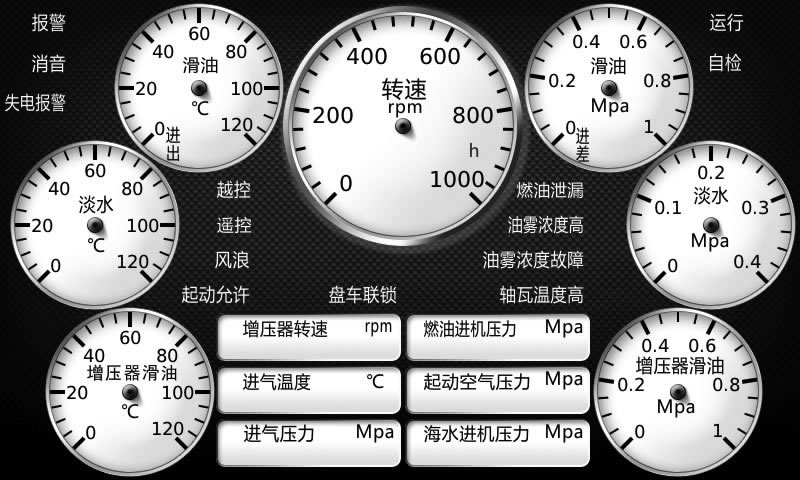 报警
消音
失电报警
20
40
60
80
100
120
0
滑油
℃
进
出
200
400
600
800
1000
0
转速
rpm
h
0
0.2
0.4
0.6
0.8
1
滑油
Mpa
进
差
运行
自检
0
20
40
60
80
100
120
淡水
℃
越控
遥控
风浪
起动允许
盘车联锁
燃油泄漏
油雾浓度高
油雾浓度故障
轴瓦温度高
0
0.1
0.2
0.3
0.4
淡水
Mpa
0
20
40
60
80
100
120
增压器滑油
℃
增压器转速 rpm
燃油进机压力 Mpa
进气温度 ℃
起动空气压力 Mpa
进气压力 Mpa
海水进机压力 Mpa
0
0.2
0.4
0.6
0.8
1
增压器滑油
Mpa